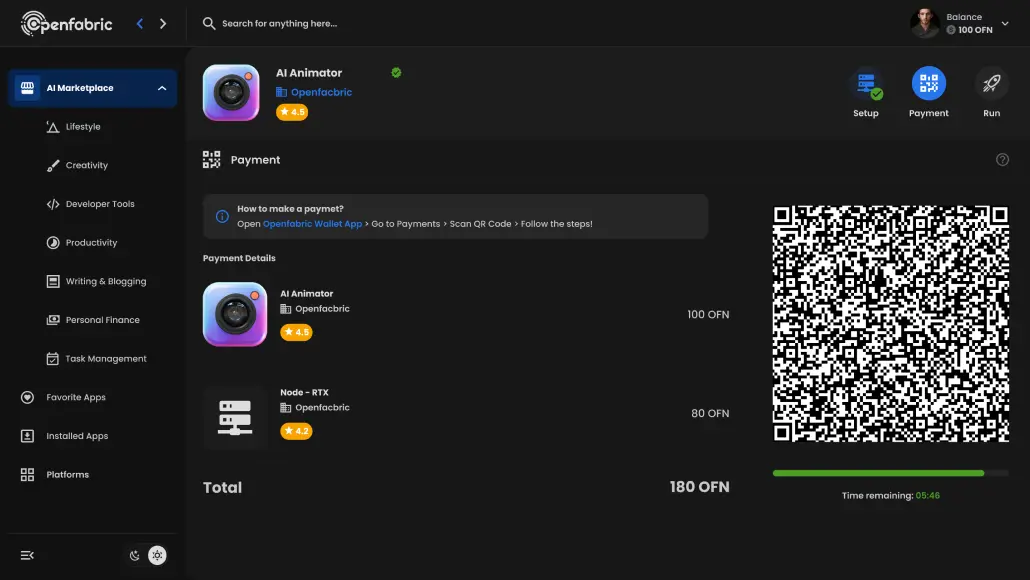 Openfabric
Search for anything here...
Balance
100 OFN
AI Marketplace
Lifestyle
Creativity
Developer Tools
Productivity
Writing & Blogging
Personal Finance
Task Management
Favorite Apps
Installed Apps
Platforms
AI Animator
Openfacbric
4.5
Setup
Payment
Run
Payment
How to make a paymet?
Open Openfabric Wallet App > Go to Payments > Scan QR Code > Follow the steps!
Payment Details
AI Animator
Openfacbric
4.5
100 OFN
Node - RTX
Openfacbric
4.2
80 OFN
Total
180 OFN
Time remaining: 05:46